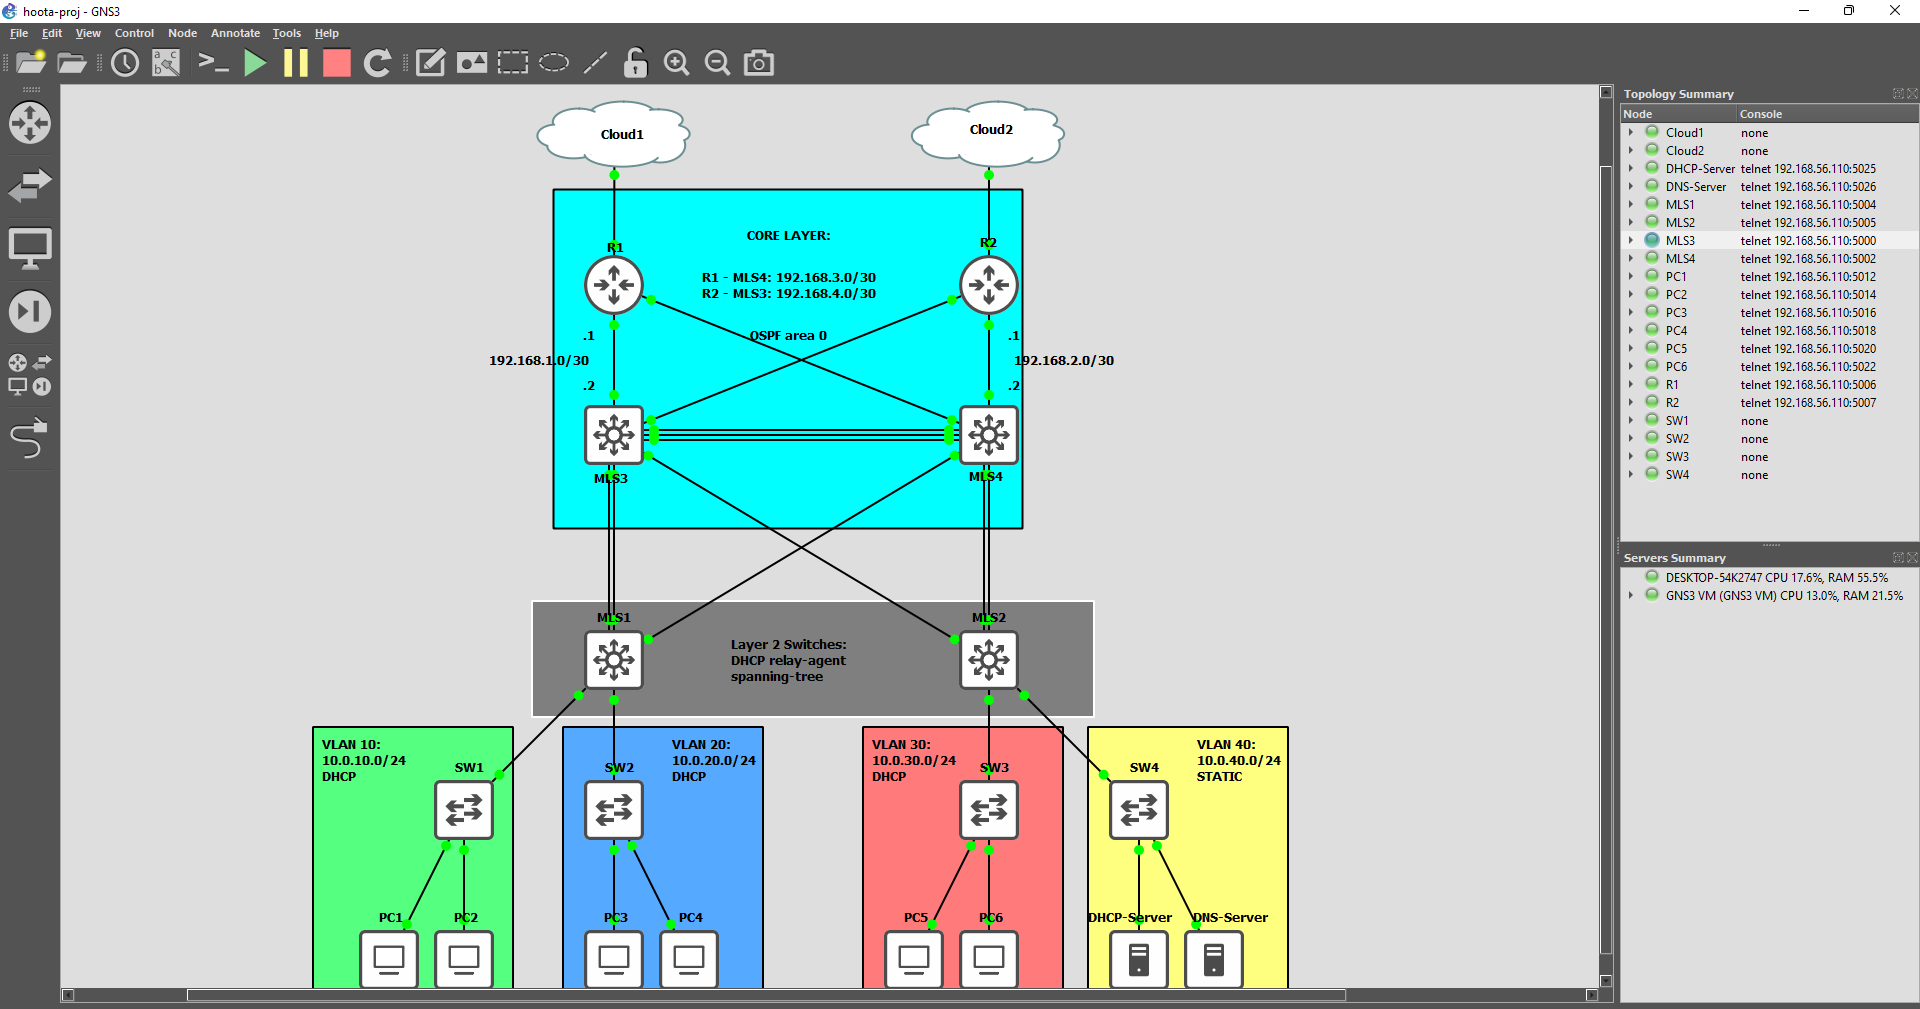 hoota-proj - GNS3
File Edit View Control Node Annotate Tools Help
Cloud1
Cloud2
CORE LAYER:
R1
R2
R1 - MLS4: 192.168.3.0/30
R2 - MLS3: 192.168.4.0/30
OSPF area 0
.1
.1
192.168.1.0/30
192.168.2.0/30
.2
.2
MLS3
MLS4
MLS1
MLS2
Layer 2 Switches:
DHCP relay-agent
spanning-tree
VLAN 10:
10.0.10.0/24
DHCP
SW1
VLAN 20:
10.0.20.0/24
DHCP
SW2
VLAN 30:
10.0.30.0/24
DHCP
SW3
VLAN 40:
10.0.40.0/24
STATIC
SW4
PC1
PC2
PC3
PC4
PC5
PC6
DHCP-Server
DNS-Server
Topology Summary
Node Console
Cloud1 none
Cloud2 none
DHCP-Server telnet 192.168.56.110:5025
DNS-Server telnet 192.168.56.110:5026
MLS1 telnet 192.168.56.110:5004
MLS2 telnet 192.168.56.110:5005
MLS3 telnet 192.168.56.110:5000
MLS4 telnet 192.168.56.110:5002
PC1 telnet 192.168.56.110:5012
PC2 telnet 192.168.56.110:5014
PC3 telnet 192.168.56.110:5016
PC4 telnet 192.168.56.110:5018
PC5 telnet 192.168.56.110:5020
PC6 telnet 192.168.56.110:5022
R1 telnet 192.168.56.110:5006
R2 telnet 192.168.56.110:5007
SW1 none
SW2 none
SW3 none
SW4 none
Servers Summary
DESKTOP-54K2747 CPU 17.6%, RAM 55.5%
GNS3 VM (GNS3 VM) CPU 13.0%, RAM 21.5%